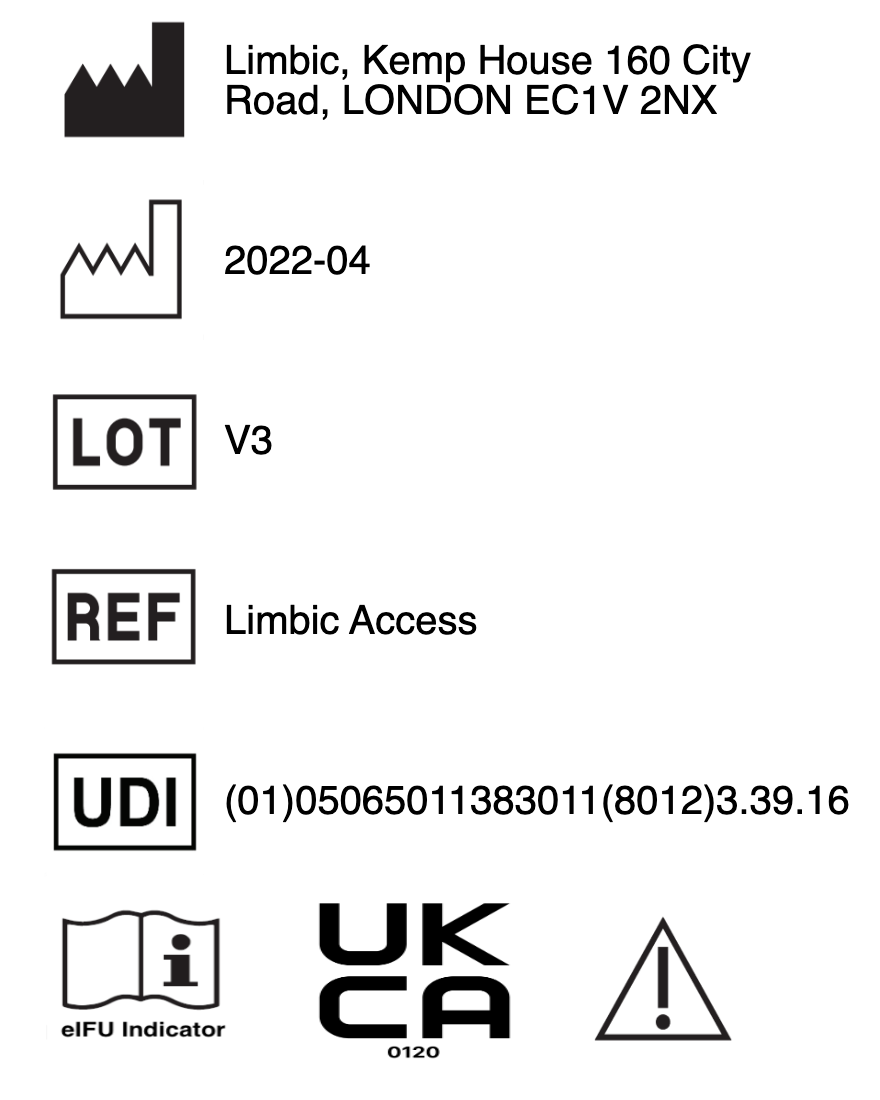 Limbic, Kemp House 160 City
Road, LONDON EC1V 2NX
2022-04
LOT V3
REF Limbic Access
UDI (01)05065011383011(8012)3.39.16
i
eIFU Indicator
UK
CA
0120
!